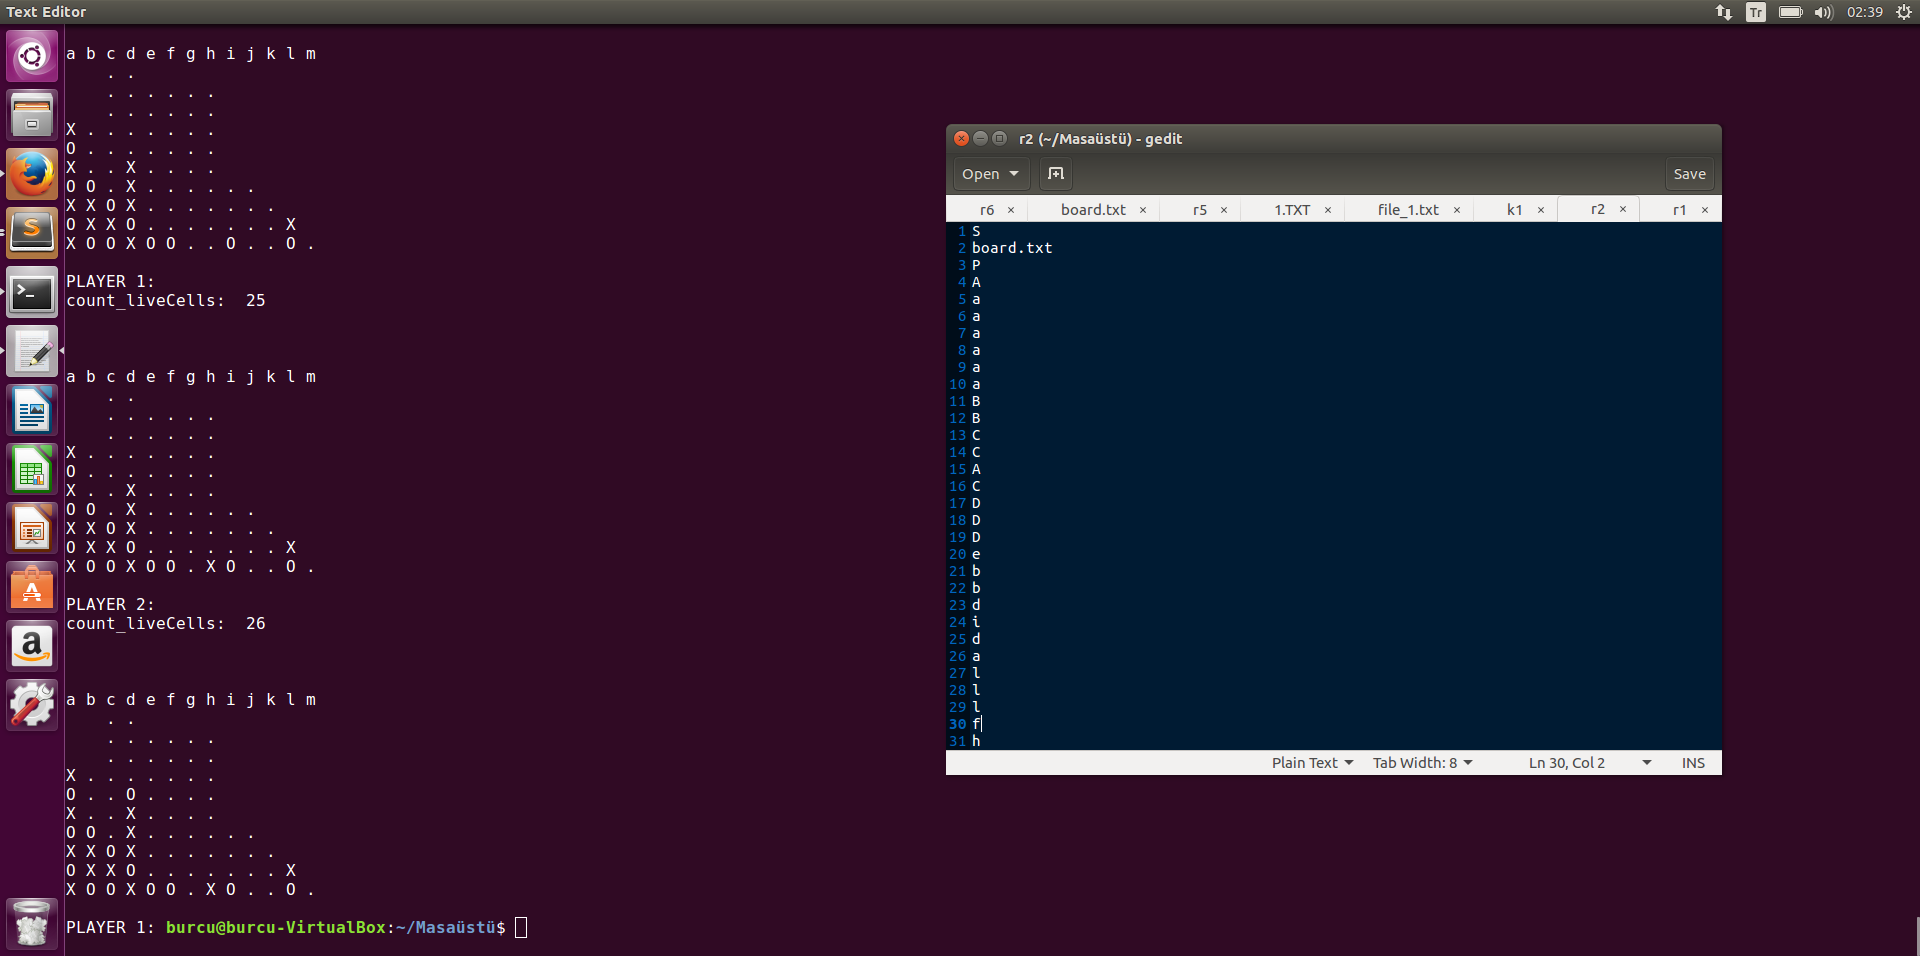 Text Editor
Tr
02:39
a b c d e f g h i j k l m
    . .
    . . . . . .
    . . . . . .
X . . . . . . .
O . . . . . . .
X . . X . . . .
O O . X . . . . . .
X X O X . . . . . . .
O X X O . . . . . . . X
X O O X O O . . O . . O .
PLAYER 1:
count_liveCells:  25
a b c d e f g h i j k l m
    . .
    . . . . . .
    . . . . . .
X . . . . . . .
O . . . . . . .
X . . X . . . .
O O . X . . . . . .
X X O X . . . . . . .
O X X O . . . . . . . X
X O O X O O . X O . . O .
PLAYER 2:
count_liveCells:  26
a b c d e f g h i j k l m
    . .
    . . . . . .
    . . . . . .
X . . . . . . .
O . . O . . . .
X . . X . . . .
O O . X . . . . . .
X X O X . . . . . . .
O X X O . . . . . . . X
X O O X O O . X O . . O .
PLAYER 1: burcu@burcu-VirtualBox:~/Masaüstü$
r2 (~/Masaüstü) - gedit
Open Save
r6 × board.txt × r5 × 1.TXT × file_1.txt × k1 × r2 × r1 ×
1 S
2 board.txt
3 P
4 A
5 a
6 a
7 a
8 a
9 a
10 a
11 B
12 B
13 C
14 C
15 A
16 C
17 D
18 D
19 D
20 e
21 b
22 b
23 d
24 i
25 d
26 a
27 l
28 l
29 l
30 f
31 h
Plain Text Tab Width: 8 Ln 30, Col 2 INS